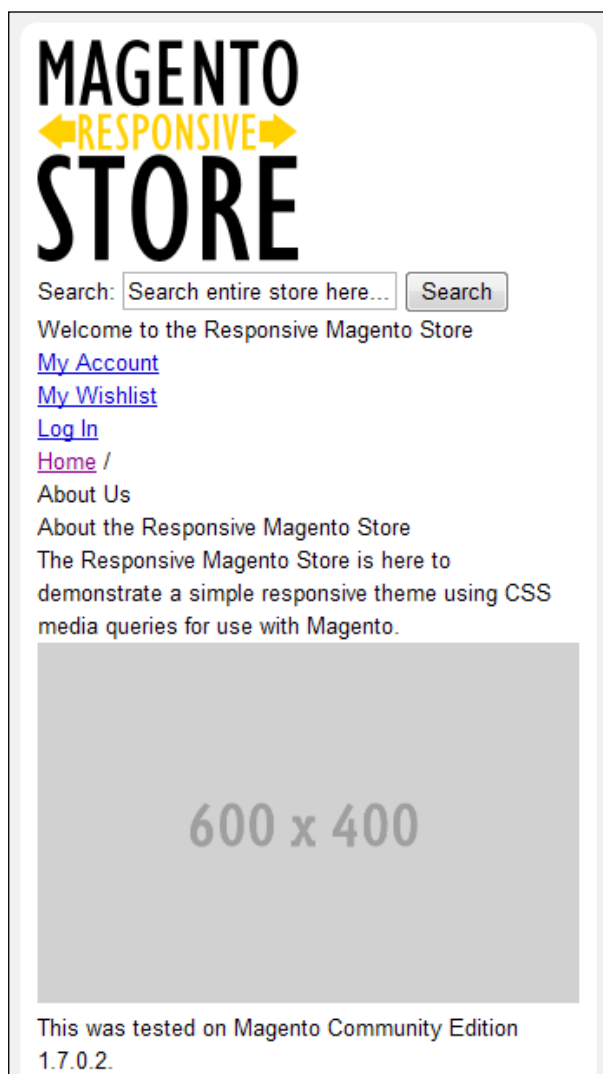 MAGENTO
RESPONSIVE
STORE
Search: Search entire store here... Search
Welcome to the Responsive Magento Store
My Account
My Wishlist
Log In
Home /
About Us
About the Responsive Magento Store
The Responsive Magento Store is here to
demonstrate a simple responsive theme using CSS
media queries for use with Magento.
600 x 400
This was tested on Magento Community Edition
1.7.0.2.